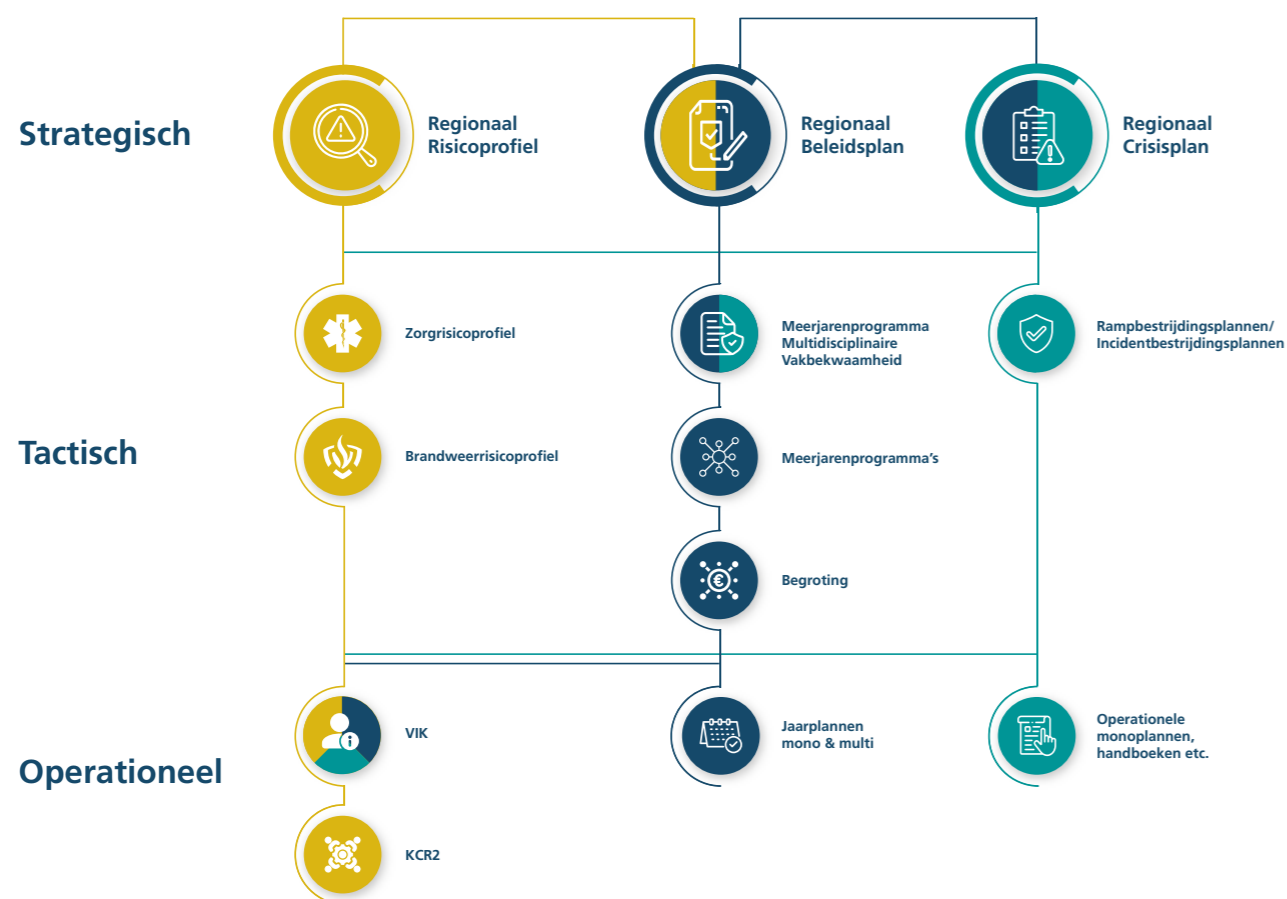 Strategisch
Regionaal
Risicoprofiel
Regionaal
Beleidsplan
Regionaal
Crisisplan
Tactisch
Zorgrisicoprofiel
Meerjarenprogramma
Multidisciplinaire
Vakbekwaamheid
Rampbestrijdingsplannen/
Incidentbestrijdingsplannen
Brandweerrisicoprofiel
Meerjarenprogramma's
€
Begroting
Operationeel
VIK
Jaarplannen
mono & multi
Operationele
monoplannen,
handboeken etc.
KCR2